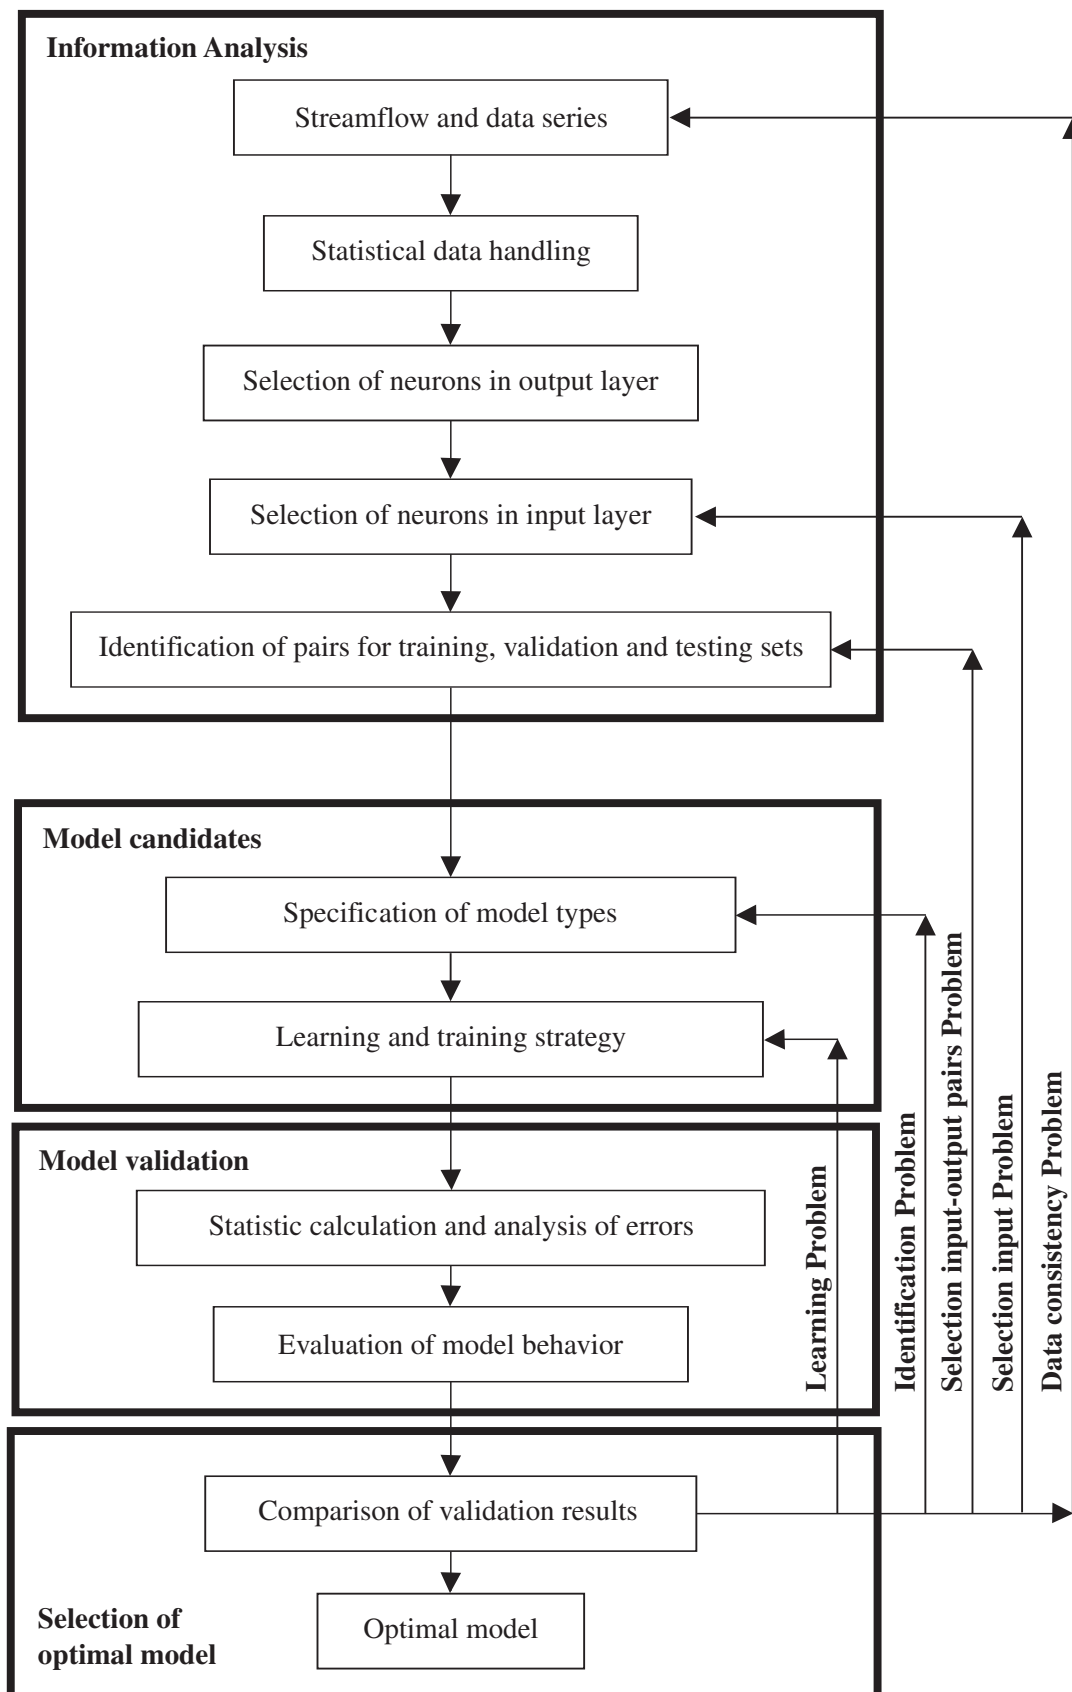 Information Analysis
Streamflow and data series
Statistical data handling
Selection of neurons in output layer
Selection of neurons in input layer
Identification of pairs for training, validation and testing sets
Model candidates
Specification of model types
Learning and training strategy
Model validation
Statistic calculation and analysis of errors
Evaluation of model behavior
Learning Problem
Identification Problem
Selection input-output pairs Problem
Selection input Problem
Data consistency Problem
Comparison of validation results
Optimal model
Selection of
optimal model